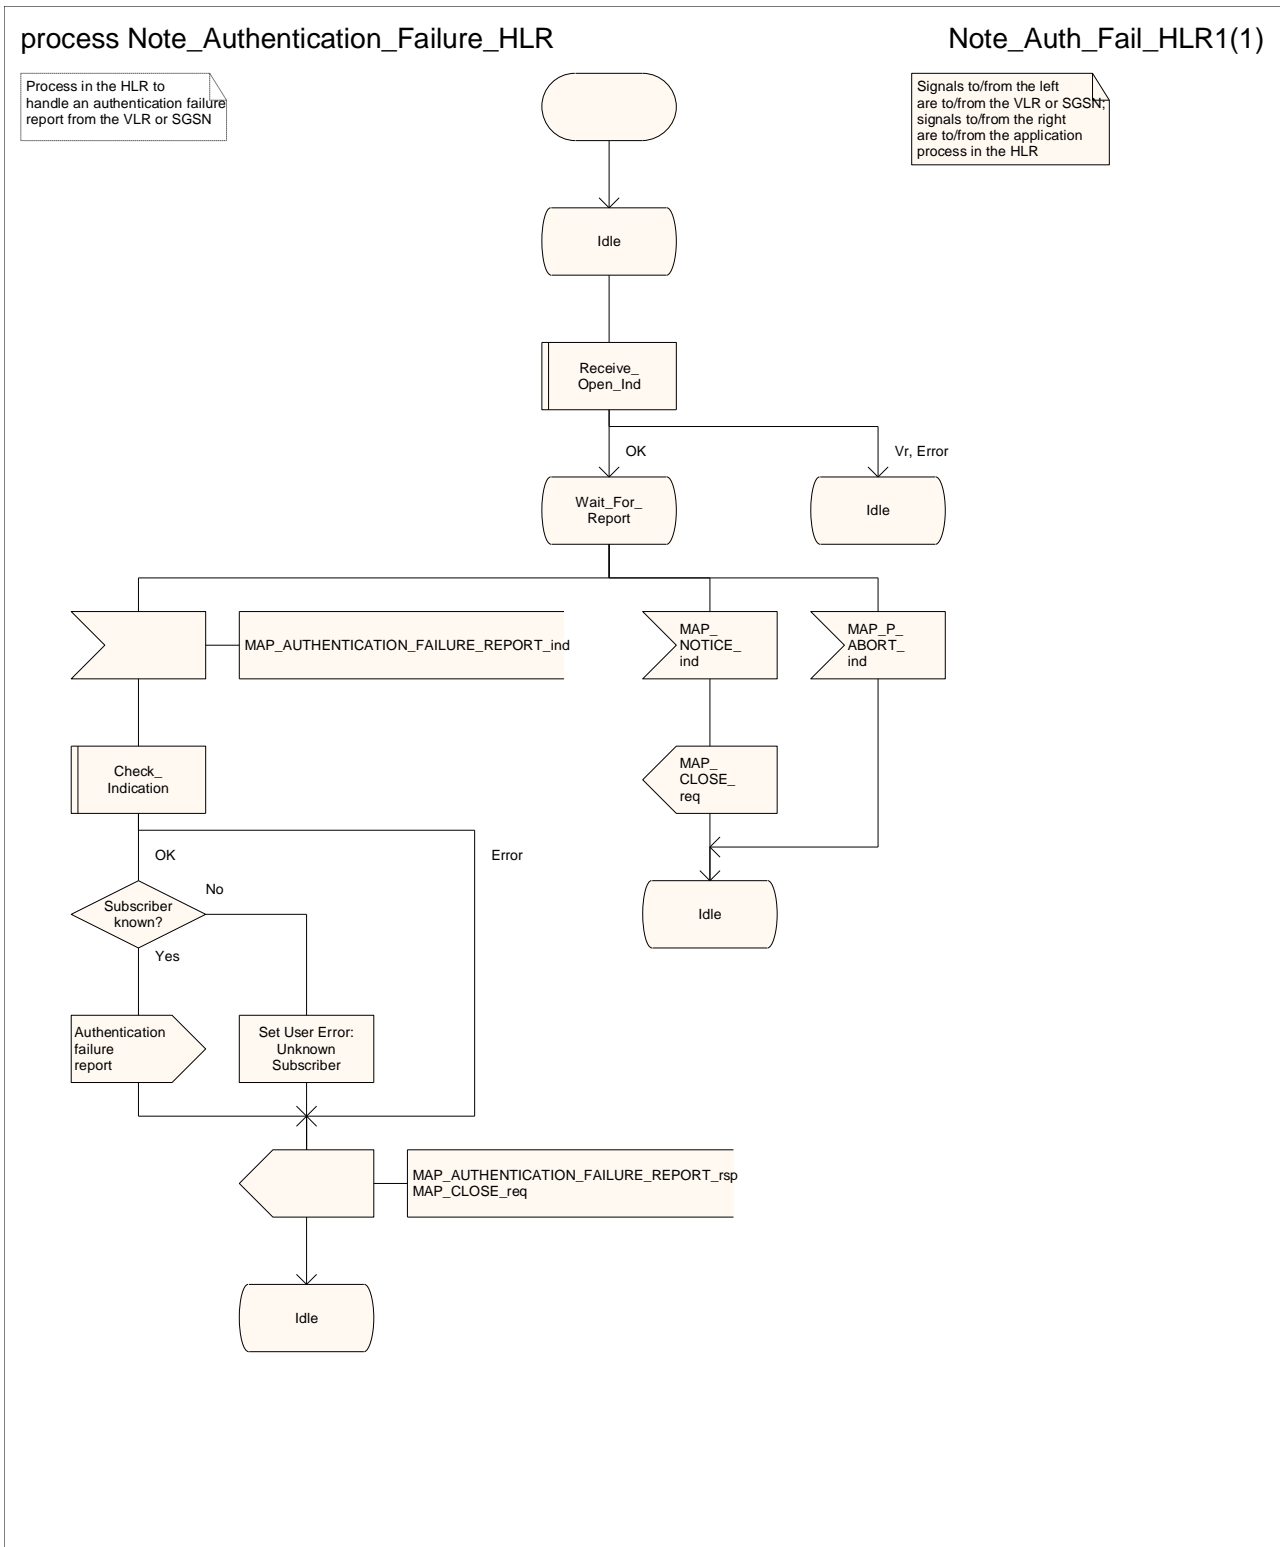 process Note_Authentication_Failure_HLR
Note_Auth_Fail_HLR1(1)
Process in the HLR to
handle an authentication failure
report from the VLR or SGSN
Signals to/from the left
are to/from the VLR or SGSN;
signals to/from the right
are to/from the application
process in the HLR
Idle
Receive_
Open_Ind
OK
Vr, Error
Wait_For_
Report
Idle
MAP_AUTHENTICATION_FAILURE_REPORT_ind
MAP_
NOTICE_
ind
MAP_P_
ABORT_
ind
Check_
Indication
MAP_
CLOSE_
req
OK
Error
No
Subscriber
known?
Yes
Idle
Authentication
failure
report
Set User Error:
Unknown
Subscriber
MAP_AUTHENTICATION_FAILURE_REPORT_rsp
MAP_CLOSE_req
Idle